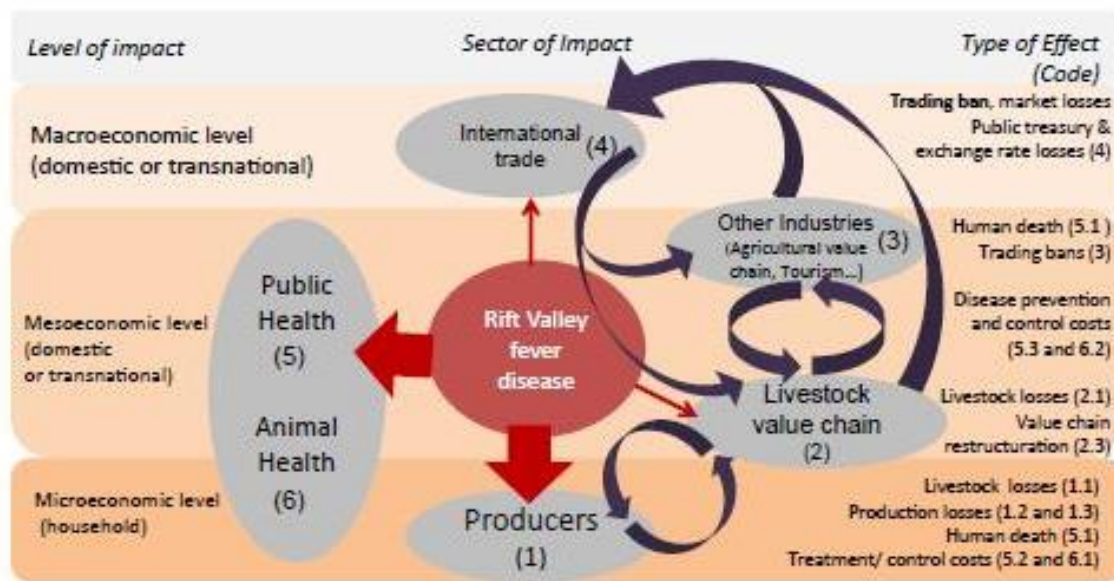 Level of impact
Sector of Impact
Type of Effect
(Code)
Macroeconomic level
(domestic or transnational)
International
trade (4)
Trading ban, market losses
Public treasury &
exchange rate losses (4)
Other Industries (3)
(Agricultural value
chain, Tourism...)
Human death (5.1 )
Trading bans (3)
Disease prevention
and control costs
(5.3 and 6.2)
Mesoeconomic level
(domestic
or transnational)
Public
Health
(5)
Animal
Health
(6)
Rift Valley
fever
disease
Livestock
value chain
(2)
Livestock losses (2.1)
Value chain
restructuration (2.3)
Microeconomic level
(household)
Producers
(1)
Livestock losses (1.1)
Production losses (1.2 and 1.3)
Human death (5.1)
Treatment/ control costs (5.2 and 6.1)